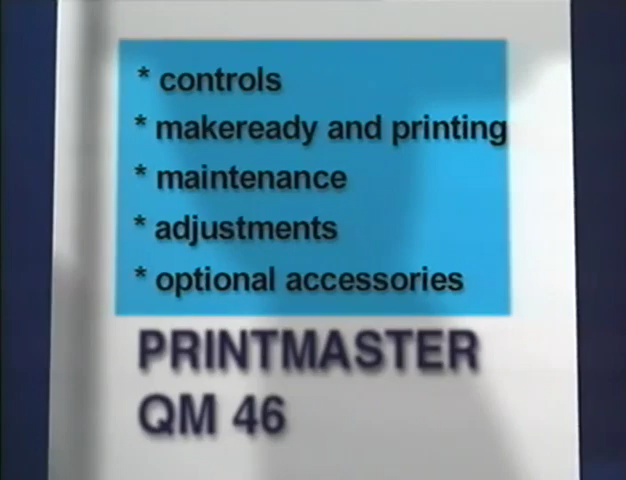 * controls
* makeready and printing
* maintenance
* adjustments
* optional accessories
PRINTMASTER
QM 46